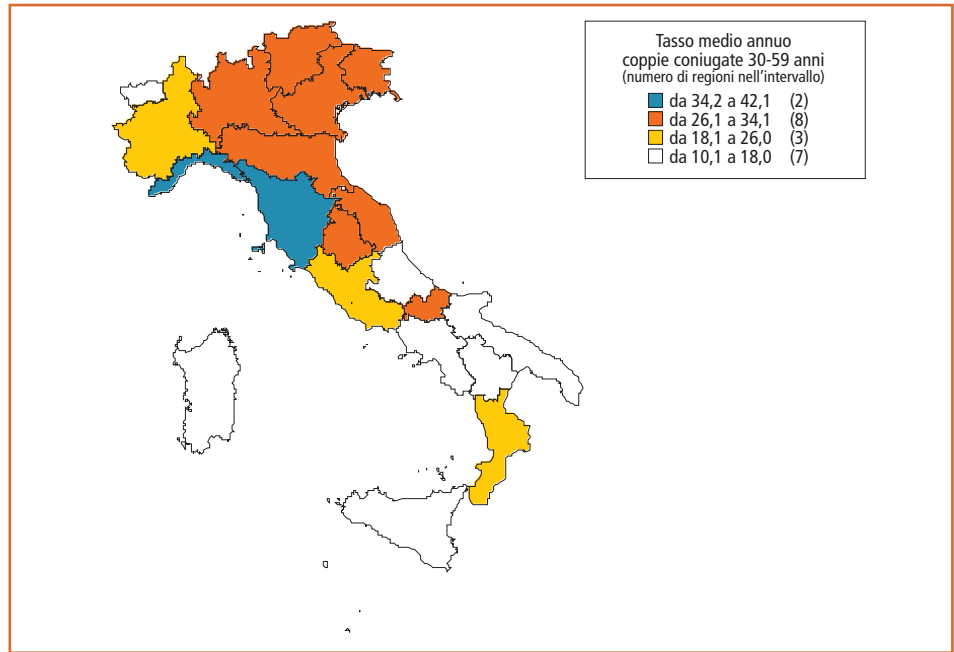 Tasso medio annuo
coppie coniugate 30-59 anni
(numero di regioni nell'intervallo)
da 34,2 a 42,1 (2)
da 26,1 a 34,1 (8)
da 18,1 a 26,0 (3)
da 10,1 a 18,0 (7)